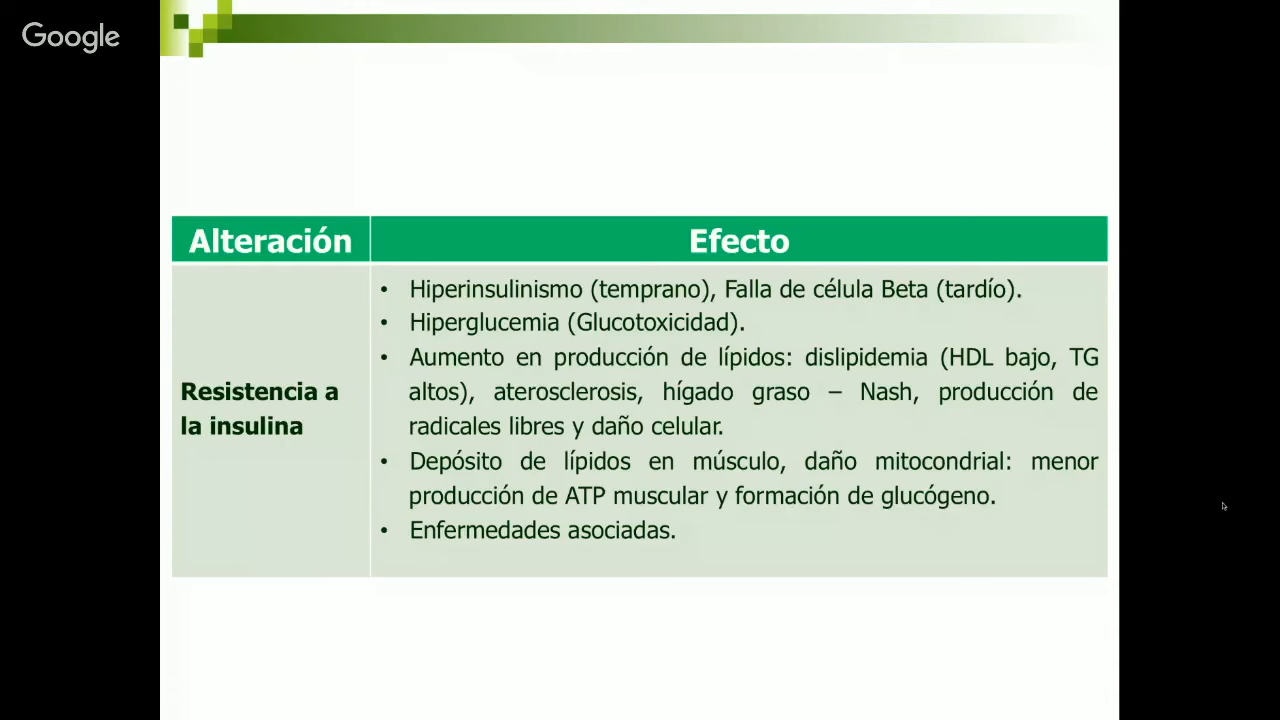 Google
Alteración
Efecto
Resistencia a
la insulina
• Hiperinsulinismo (temprano), Falla de célula Beta (tardío).
• Hiperglucemia (Glucotoxicidad).
• Aumento en producción de lípidos: dislipidemia (HDL bajo, TG
altos), aterosclerosis, hígado graso – Nash, producción de
radicales libres y daño celular.
• Depósito de lípidos en músculo, daño mitocondrial: menor
producción de ATP muscular y formación de glucógeno.
• Enfermedades asociadas.